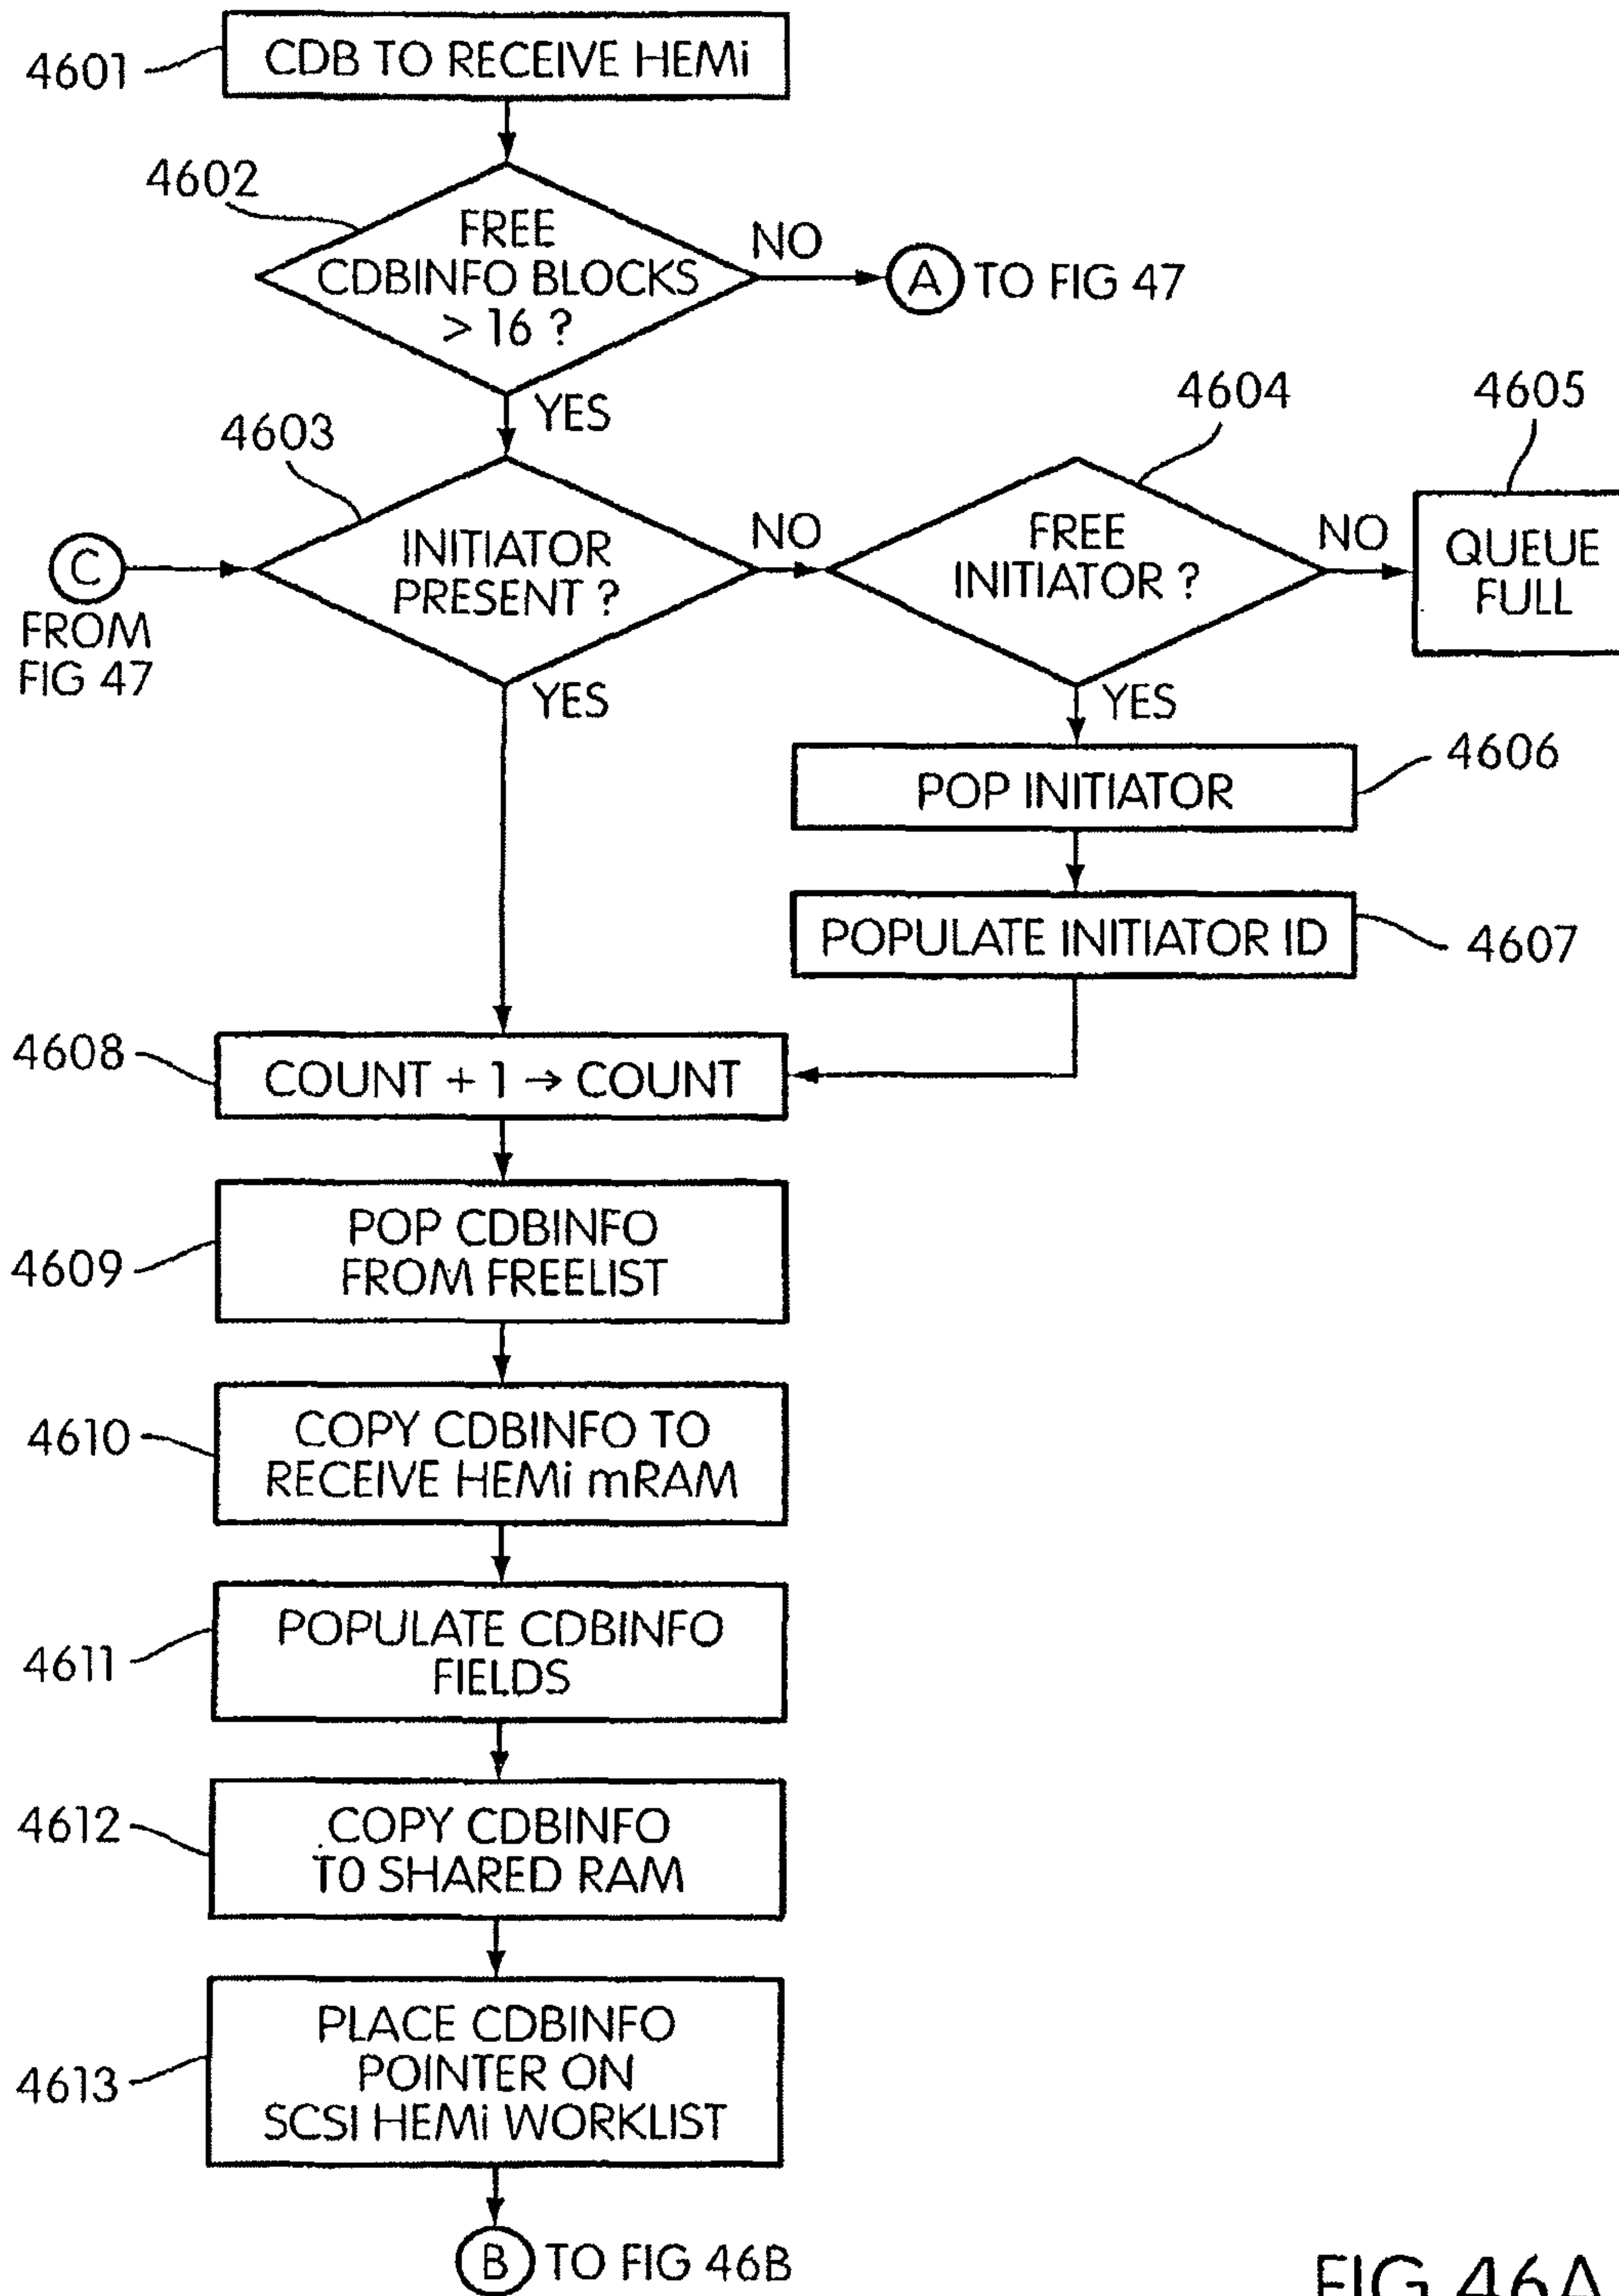 4601
CDB TO RECEIVE HEMi
4602
FREE
CDBINFO BLOCKS
> 16 ?
NO
A
TO FIG 47
YES
4603
4604
4605
C
FROM
FIG 47
INITIATOR
PRESENT ?
NO
FREE
INITIATOR ?
NO
QUEUE
FULL
YES
YES
POP INITIATOR
4606
POPULATE INITIATOR ID
4607
4608
COUNT + 1 → COUNT
4609
POP CDBINFO
FROM FREELIST
4610
COPY CDBINFO TO
RECEIVE HEMi mRAM
4611
POPULATE CDBINFO
FIELDS
4612
COPY CDBINFO
TO SHARED RAM
4613
PLACE CDBINFO
POINTER ON
SCSI HEMi WORKLIST
B
TO FIG 46B
FIG 46A